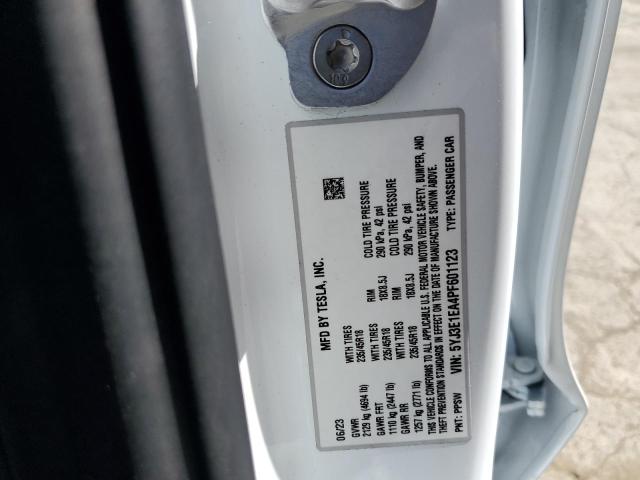 MFD BY TESLA, INC.
06/23
GVWR WITH TIRES RIM COLD TIRE PRESSURE
2129 kg (4694 lb) 235/45R18 18X8.5J 290 kPa, 42 psi
GAWR FRT WITH TIRES RIM COLD TIRE PRESSURE
1110 kg (2447 lb) 235/45R18 18X8.5J 290 kPa, 42 psi
GAWR RR WITH TIRES RIM COLD TIRE PRESSURE
1257 kg (2771 lb) 235/45R18 18X8.5J 290 kPa, 42 psi
THIS VEHICLE CONFORMS TO ALL APPLICABLE U.S. FEDERAL MOTOR VEHICLE SAFETY, BUMPER, AND
THEFT PREVENTION STANDARDS IN EFFECT ON THE DATE OF MANUFACTURE SHOWN ABOVE.
VIN: 5YJ3E1EA4PF601123 TYPE: PASSENGER CAR
PNT: PPSW